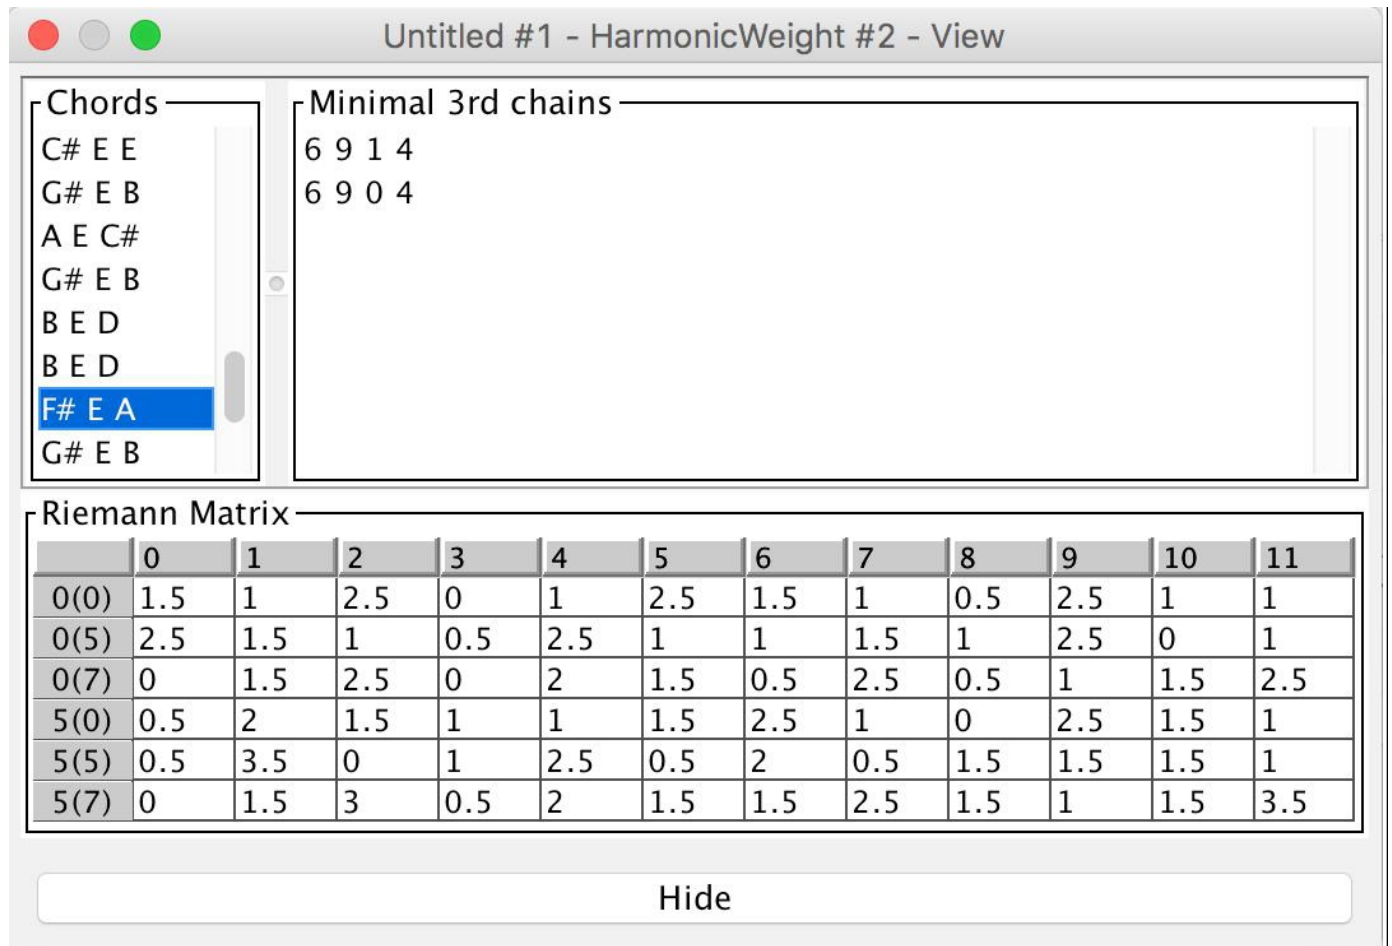 Untitled #1 - HarmonicWeight #2 - View
Chords
C# E E
G# E B
A E C#
G# E B
B E D
B E D
F# E A
G# E B
Minimal 3rd chains
6 9 1 4
6 9 0 4
Riemann Matrix
0 1 2 3 4 5 6 7 8 9 10 11
0(0) 1.5 1 2.5 0 1 2.5 1.5 1 0.5 2.5 1 1
0(5) 2.5 1.5 1 0.5 2.5 1 1 1.5 1 2.5 0 1
0(7) 0 1.5 2.5 0 2 1.5 0.5 2.5 0.5 1 1.5 2.5
5(0) 0.5 2 1.5 1 1 1.5 2.5 1 0 2.5 1.5 1
5(5) 0.5 3.5 0 1 2.5 0.5 2 0.5 1.5 1.5 1.5 1
5(7) 0 1.5 3 0.5 2 1.5 1.5 2.5 1.5 1 1.5 3.5
Hide